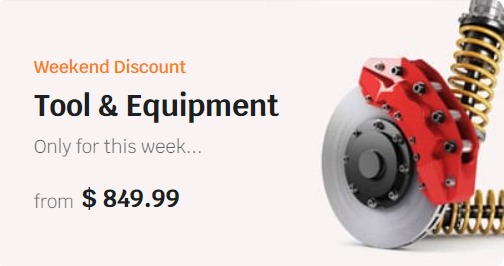 Weekend Discount
Tool & Equipment
Only for this week...
from $ 849.99